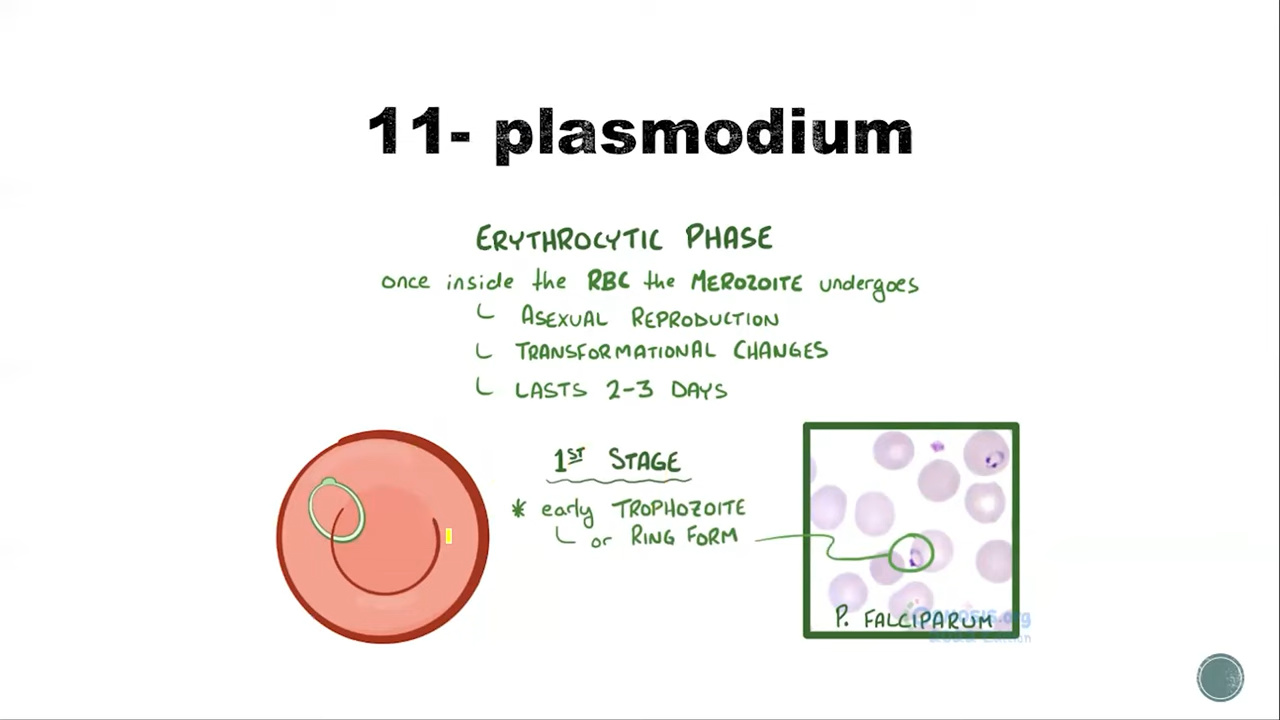 11- plasmodium
ERYTHROCYTIC PHASE
once inside the RBC the MEROZOITE undergoes
ASEXUAL REPRODUCTION
TRANSFORMATIONAL CHANGES
LASTS 2-3 DAYS
1ST STAGE
* early TROPHOZOITE
or RING FORM
P. FALCIPARUM